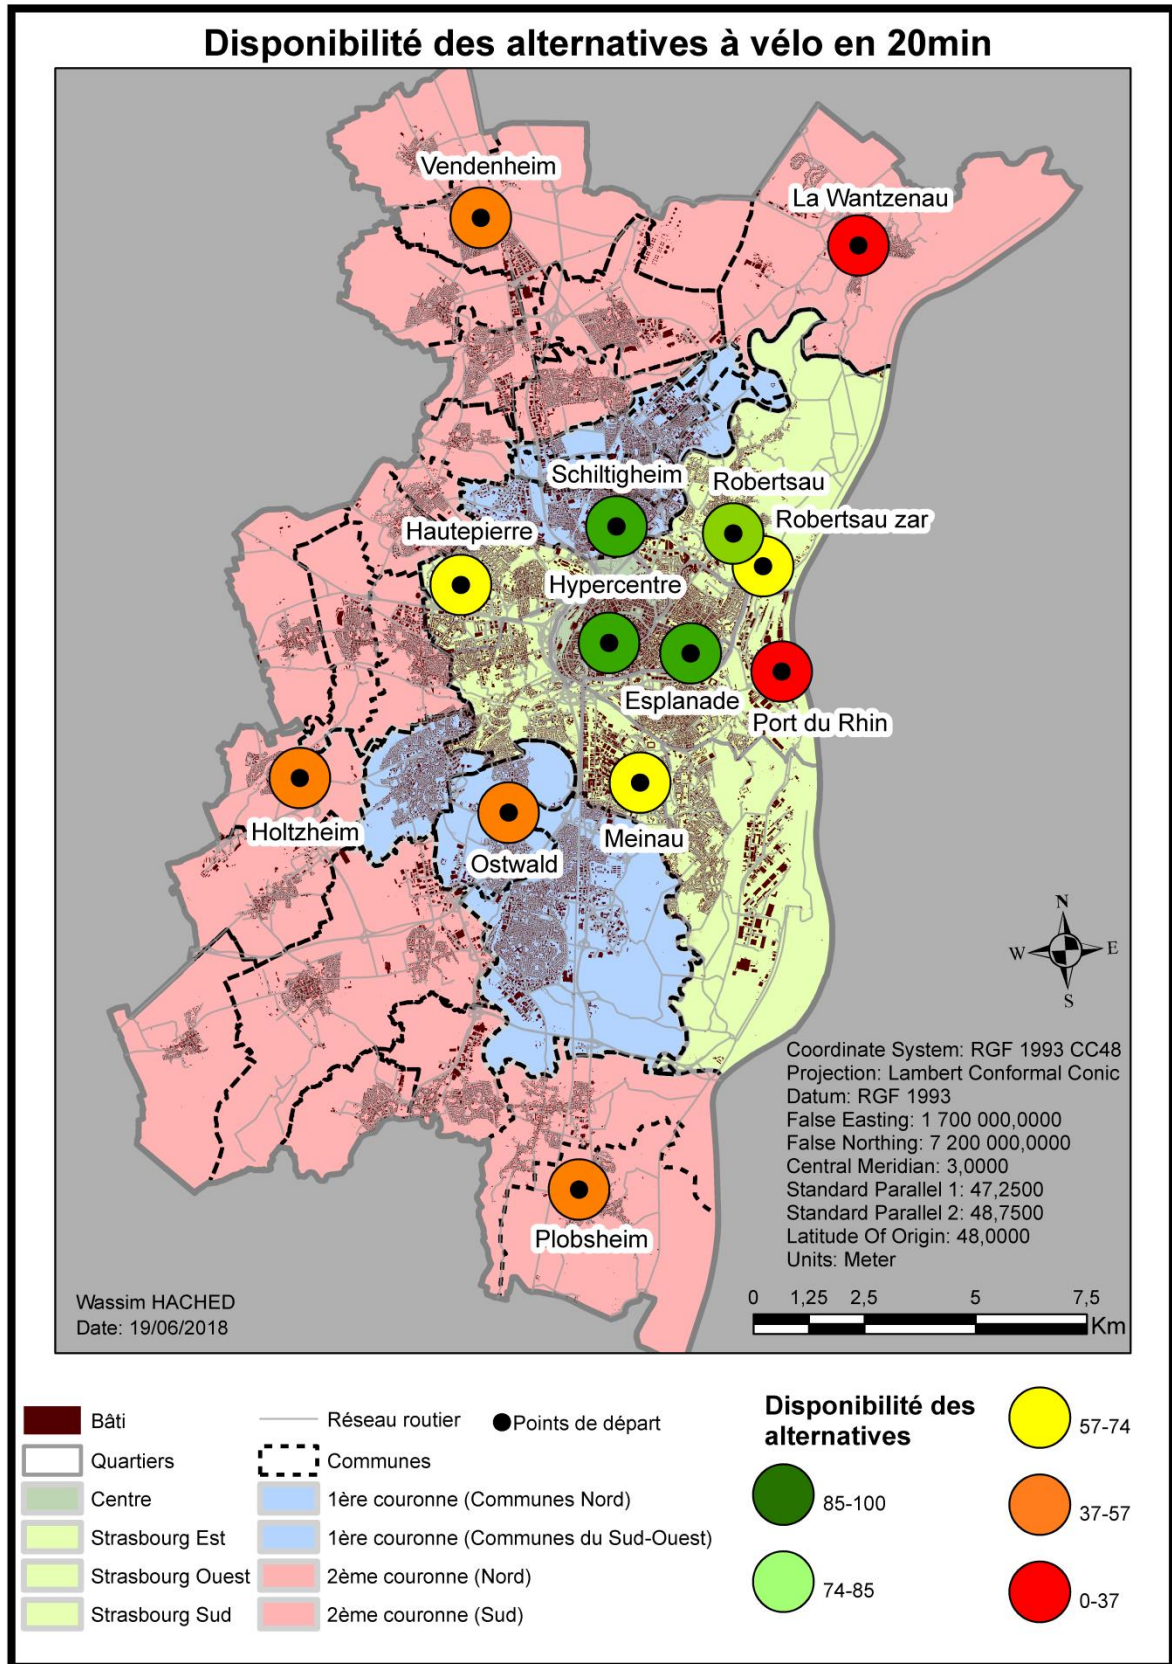 Disponibilité des alternatives à vélo en 20min
Vendenheim
La Wantzenau
Schiltigheim
Robertsau
Robertsau zar
Hautepierre
Hypercentre
Esplanade
Port du Rhin
Holtzheim
Ostwald
Meinau
Plobsheim
N
W
E
S
Coordinate System: RGF 1993 CC48
Projection: Lambert Conformal Conic
Datum: RGF 1993
False Easting: 1 700 000,0000
False Northing: 7 200 000,0000
Central Meridian: 3,0000
Standard Parallel 1: 47,2500
Standard Parallel 2: 48,7500
Latitude Of Origin: 48,0000
Units: Meter
0 1,25 2,5 5 7,5
Km
Wassim HACHED
Date: 19/06/2018
Bâti
Quartiers
Centre
Strasbourg Est
Strasbourg Ouest
Strasbourg Sud
Réseau routier
Communes
1ère couronne (Communes Nord)
1ère couronne (Communes du Sud-Ouest)
2ème couronne (Nord)
2ème couronne (Sud)
Points de départ
Disponibilité des
alternatives
85-100
74-85
57-74
37-57
0-37